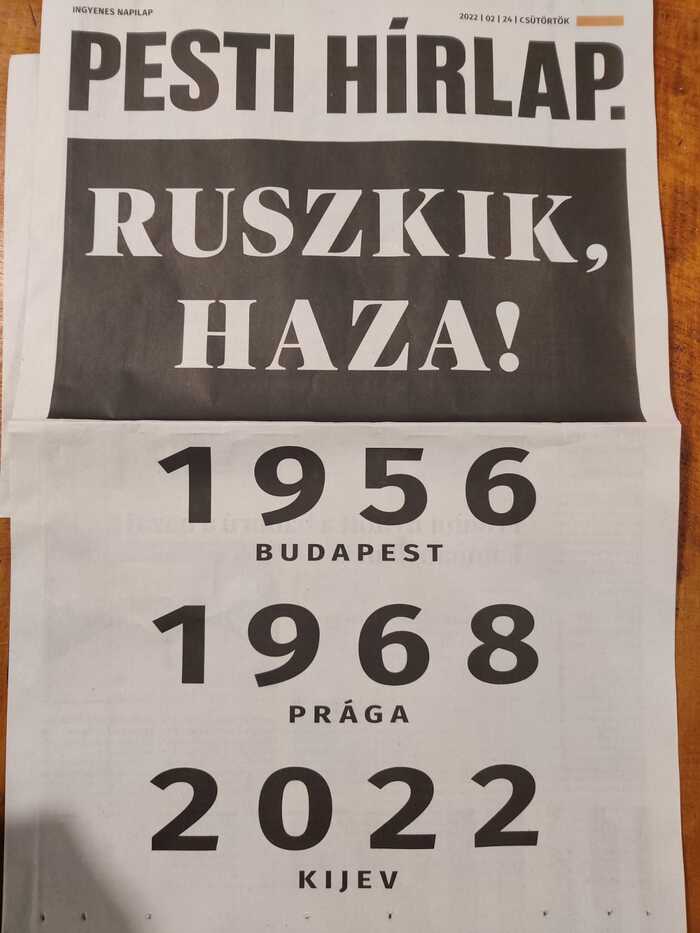 INGYENES NAPILAP
2022 | 02 | 24 | CSÜTÖRTÖK
PESTI HÍRLAP.
RUSZKIK,
HAZA!
1956
BUDAPEST
1968
PRÁGA
2022
KIJEV